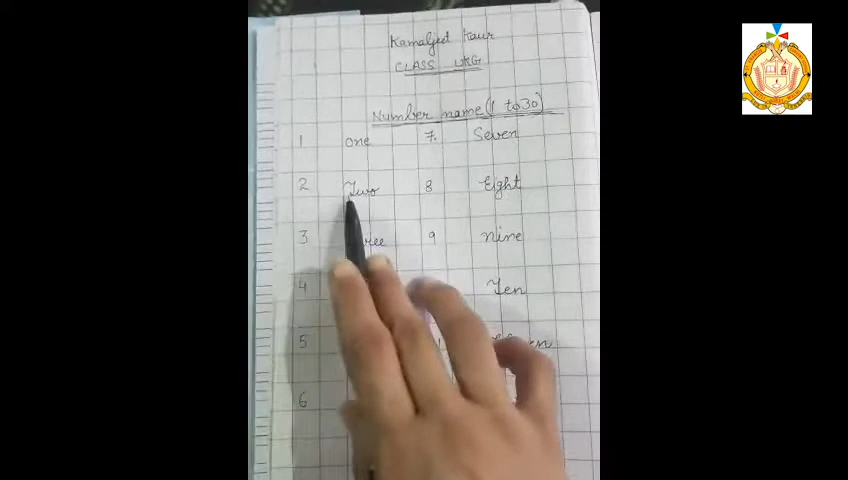 Kamaljeet Kaur
CLASS UKG
Number name (1 to 30)
1 one 7. Seven
2 Two 8 Eight
3 9 nine
4 Ten
5
6